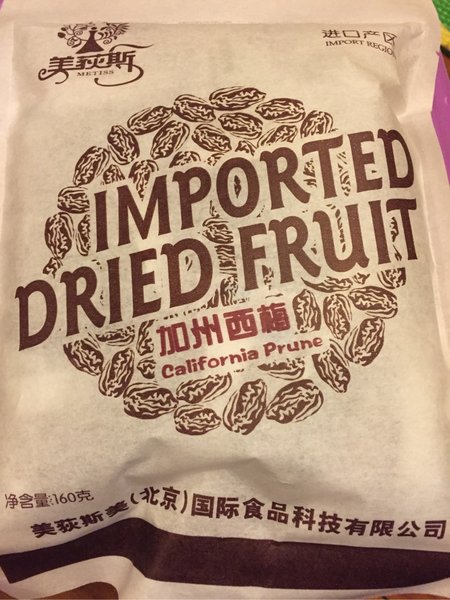 美荻斯
METISS
进口产区
IMPORT REGION
IMPORTED
DRIED FRUIT
加州西梅
California Prune
净含量:160克
美荻斯美(北京)国际食品科技有限公司